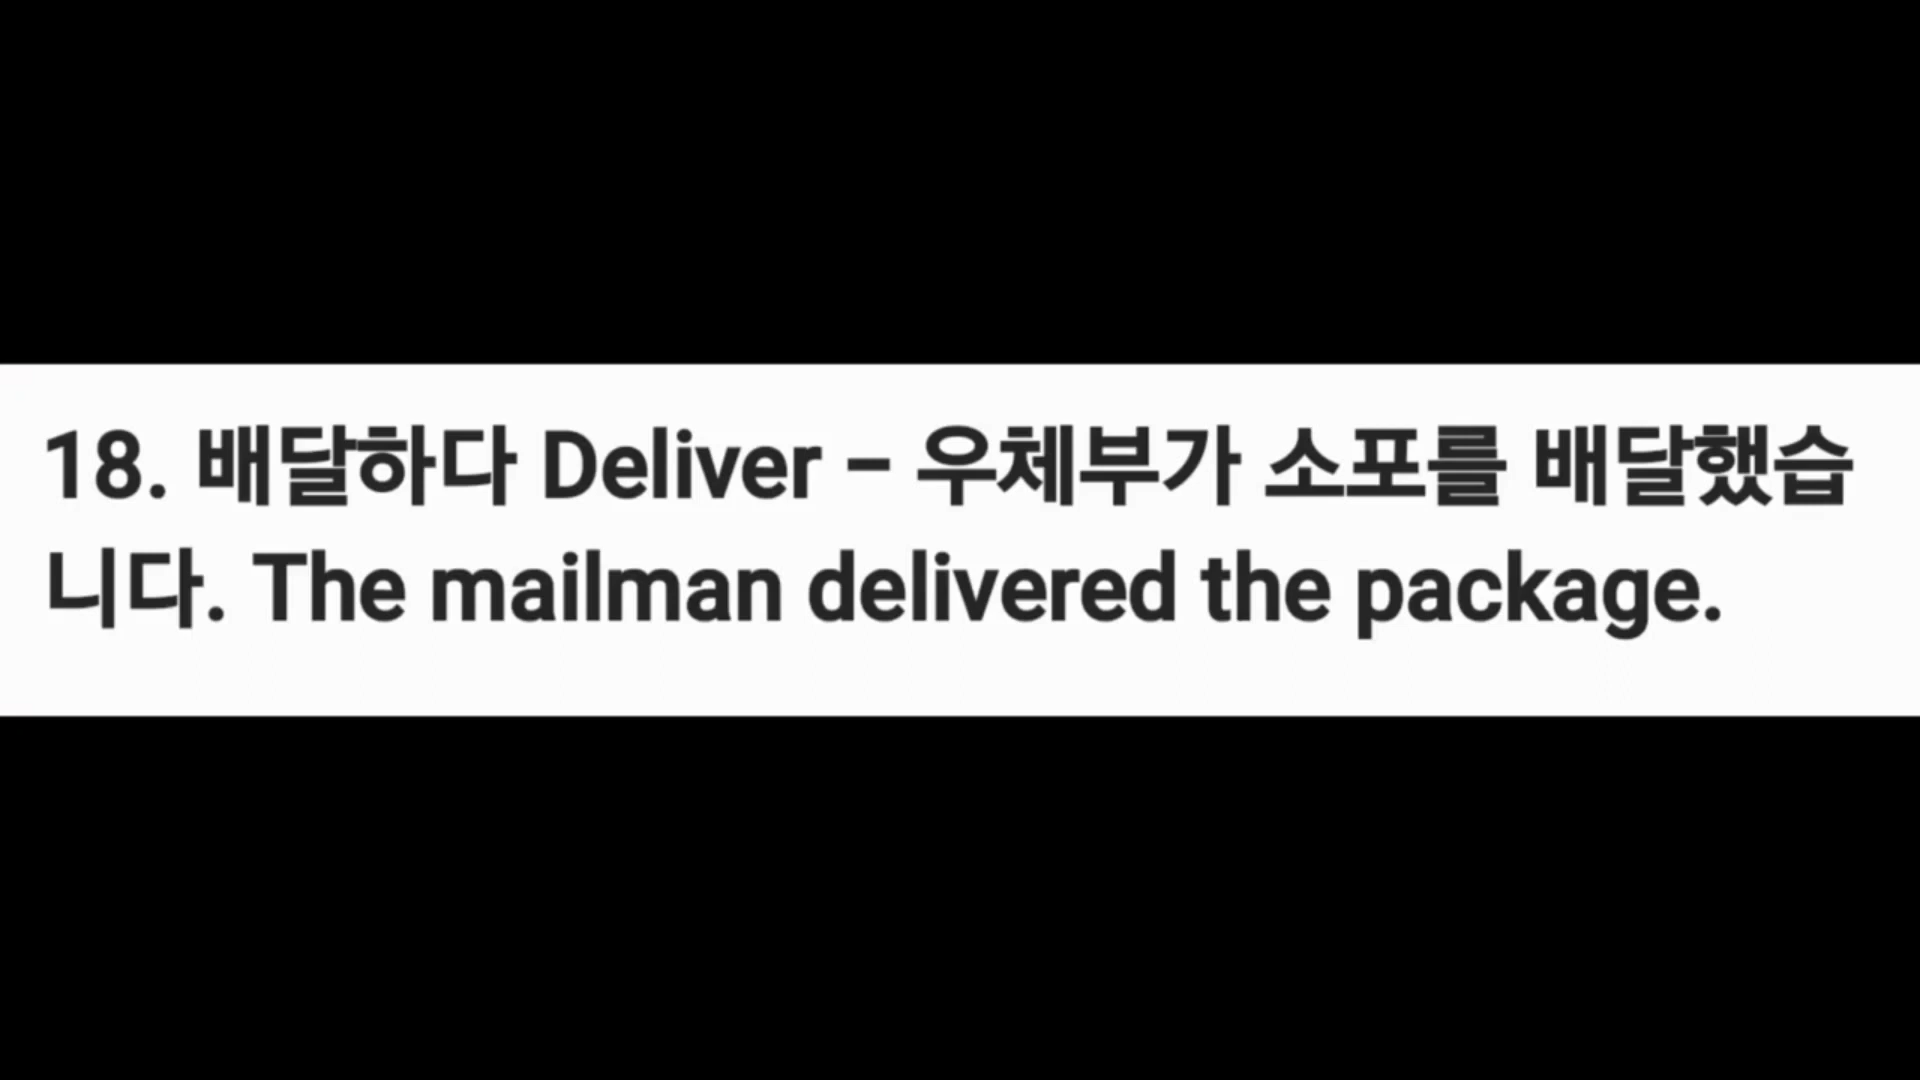 18. 배달하다 Deliver – 우체부가 소포를 배달했습
니다. The mailman delivered the package.